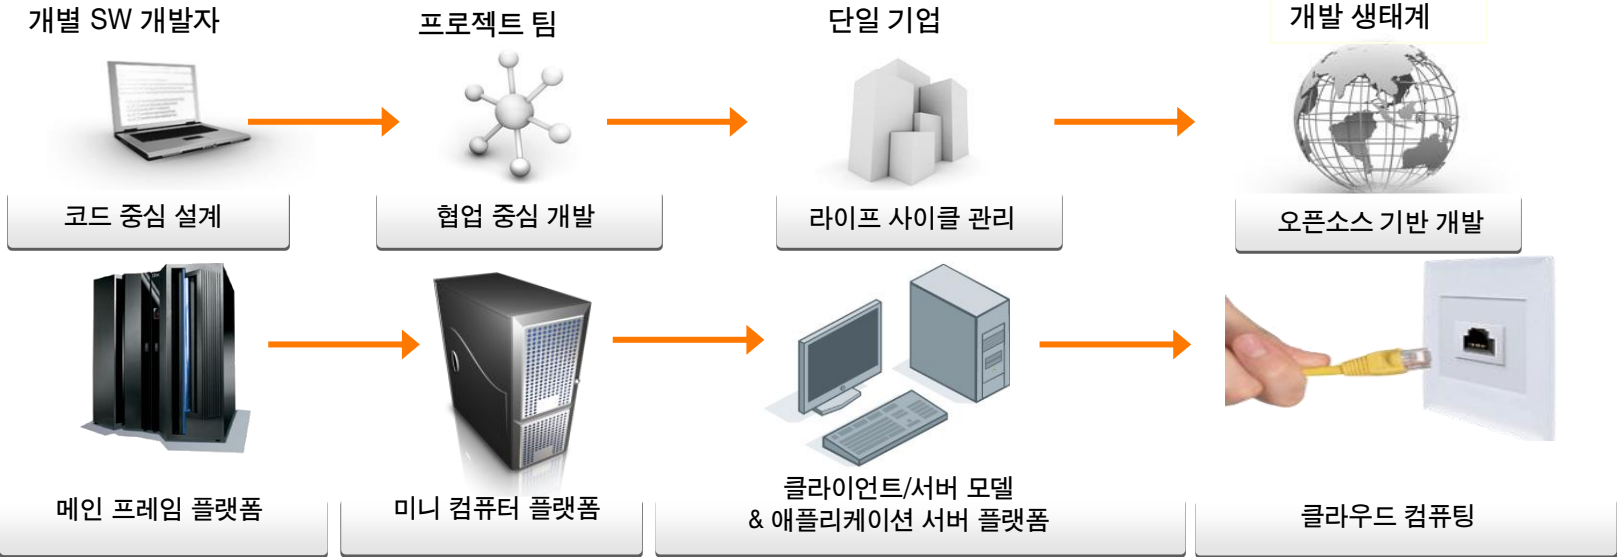 개별 SW 개발자
프로젝트 팀
단일 기업
개발 생태계
코드 중심 설계
협업 중심 개발
라이프 사이클 관리
오픈소스 기반 개발
메인 프레임 플랫폼
미니 컴퓨터 플랫폼
클라이언트/서버 모델
& 애플리케이션 서버 플랫폼
클라우드 컴퓨팅